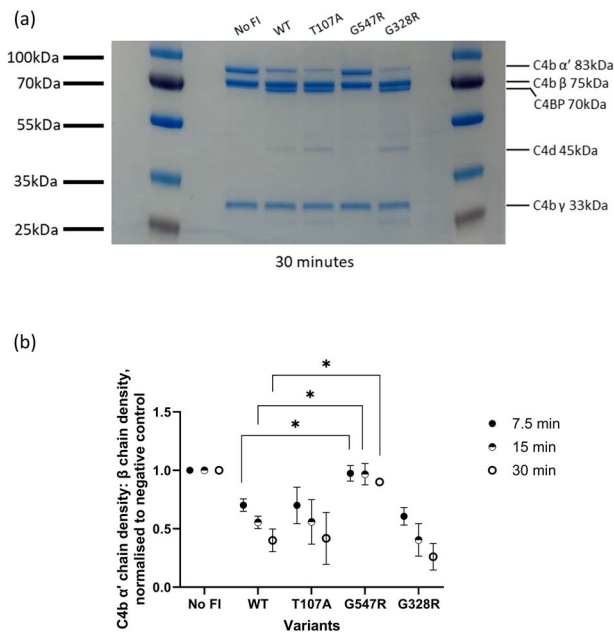 (a)
No FI WT T107A G547R G328R
100kDa
70kDa
55kDa
35kDa
25kDa
C4b α’ 83kDa
C4b β 75kDa
C4BP 70kDa
C4d 45kDa
C4b γ 33kDa
30 minutes
(b)
* * *
C4b α' chain density: β chain density,
normalised to negative control
1.5
1.0
0.5
0.0
No FI WT T107A G547R G328R
Variants
7.5 min
15 min
30 min